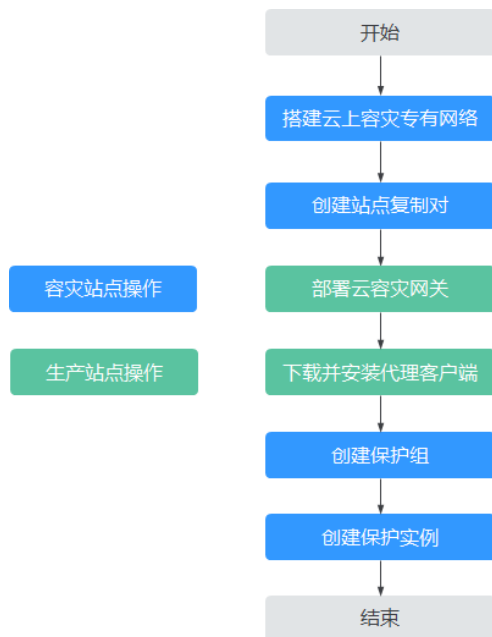 开始
搭建云上容灾专有网络
创建站点复制对
容灾站点操作
部署云容灾网关
生产站点操作
下载并安装代理客户端
创建保护组
创建保护实例
结束